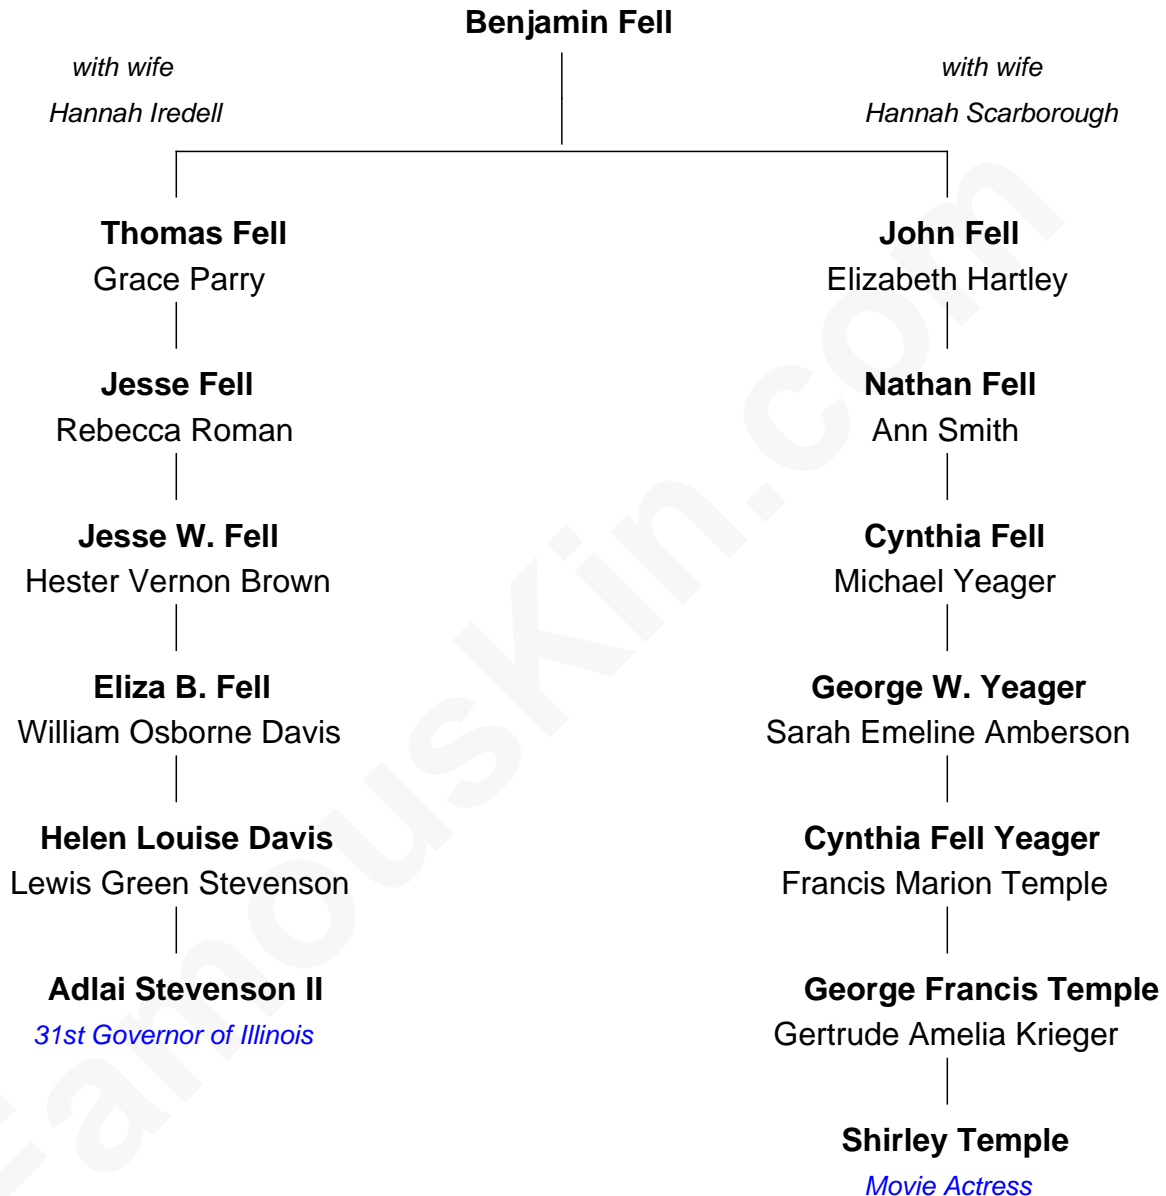 Benjamin Fell
with wife
Hannah Iredell
with wife
Hannah Scarborough
Thomas Fell
Grace Parry
Jesse Fell
Rebecca Roman
Jesse W. Fell
Hester Vernon Brown
Eliza B. Fell
William Osborne Davis
Helen Louise Davis
Lewis Green Stevenson
Adlai Stevenson II
31st Governor of Illinois
John Fell
Elizabeth Hartley
Nathan Fell
Ann Smith
Cynthia Fell
Michael Yeager
George W. Yeager
Sarah Emeline Amberson
Cynthia Fell Yeager
Francis Marion Temple
George Francis Temple
Gertrude Amelia Krieger
Shirley Temple
Movie Actress
FamousKin.com